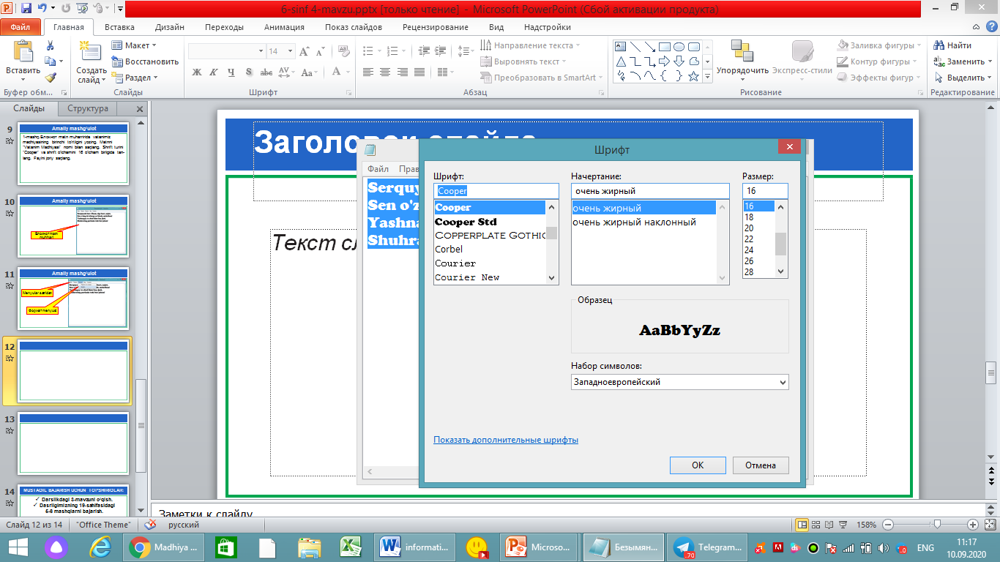 6-sinf 4-mavzu.pptx [только чтение] - Microsoft PowerPoint (Сбой активации продукта)
Файл Главная Вставка Дизайн Переходы Анимация Показ слайдов Рецензирование Вид Надстройки
Вставить
Создать слайд
Макет
Восстановить
Раздел
14
Ж К Ч S abc AV Aa A
Направление текста
Выровнять текст
Преобразовать в SmartArt
Упорядочить
Экспресс-стили
Заливка фигуры
Контур фигуры
Эффекты фигур
Найти
Заменить
Выделить
Буфер обм...
Слайды
Шрифт
Абзац
Рисование
Редактирование
Слайды Структура
9
Amaliy mashg'ulot
1-mashq.Блокнот matn muharririda vatanimiz
madhiyasining birinchi to'rtligini yozing. Matnni
"Vatanim Madhiyasi" nomi bilan saqlang. Shrift turini
"Cooper" va shrift o'lchamini 16 o'lcham birligida tan-
lang. Faylni joriy saqlang.
10
Amaliy mashg'ulot
Блокнот matn
muharriri
11
Amaliy mashg'ulot
Menyular satridan
Формат menyusi
12
13
14
MUSTAQIL BAJARISH UCHUN TOPSHIRIQLAR:
Darslikdagi 3-mavzuni o'qish.
Darsligimizning 19-sahifasidagi
5-6 mashqlarni bajarish.
Заголовок слайда
Текст сл
Файл Прав
Serquy
Sen o'z
Yashna
Shuhra
Шрифт
Шрифт:
Cooper
Cooper
Cooper Std
Copperplate Gothic
Corbel
Courier
Courier New
Начертание:
очень жирный
очень жирный
очень жирный наклонный
Размер:
16
16
18
20
22
24
26
28
Образец
AaBbYyZz
Набор символов:
Западноевропейский
Показать дополнительные шрифты
ОК
Отмена
Заметки к слайду
Слайд 12 из 14 "Office Theme" русский 158%
Madhiya ...
informati...
Microso...
Безымян...
Telegram...
ENG
11:17
10.09.2020